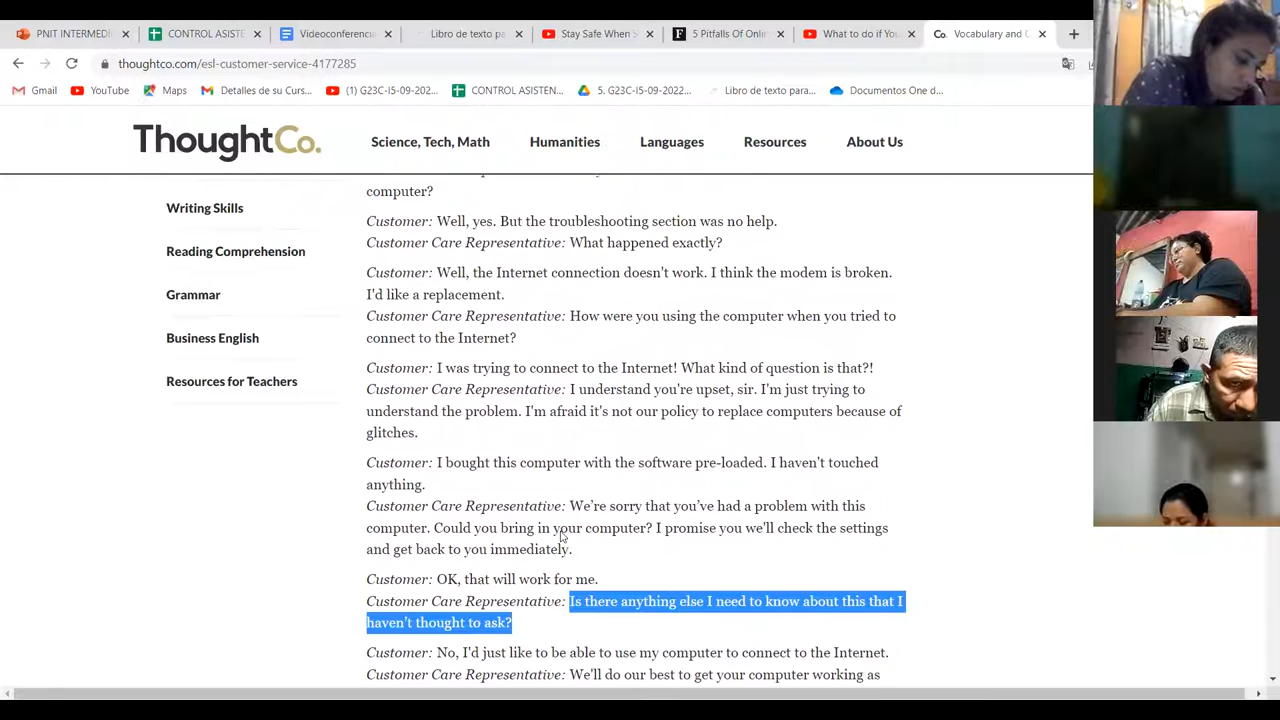 PNIT INTERMEDI
CONTROL ASISTE
Videoconferencia
Libro de texto pa
Stay Safe When S
5 Pitfalls Of Onlin
What to do if You
Co. Vocabulary and C
thoughtco.com/esl-customer-service-4177285
Gmail
YouTube
Maps
Detalles de su Curs...
(1) G23C-I5-09-202...
CONTROL ASISTEN...
5. G23C-I5-09-2022...
Libro de texto para...
Documentos One d...
ThoughtCo.
Science, Tech, Math
Humanities
Languages
Resources
About Us
Writing Skills
Reading Comprehension
Grammar
Business English
Resources for Teachers
computer?
Customer: Well, yes. But the troubleshooting section was no help.
Customer Care Representative: What happened exactly?
Customer: Well, the Internet connection doesn't work. I think the modem is broken.
I'd like a replacement.
Customer Care Representative: How were you using the computer when you tried to
connect to the Internet?
Customer: I was trying to connect to the Internet! What kind of question is that?!
Customer Care Representative: I understand you're upset, sir. I'm just trying to
understand the problem. I'm afraid it's not our policy to replace computers because of
glitches.
Customer: I bought this computer with the software pre-loaded. I haven't touched
anything.
Customer Care Representative: We’re sorry that you’ve had a problem with this
computer. Could you bring in your computer? I promise you we'll check the settings
and get back to you immediately.
Customer: OK, that will work for me.
Customer Care Representative: Is there anything else I need to know about this that I
haven’t thought to ask?
Customer: No, I'd just like to be able to use my computer to connect to the Internet.
Customer Care Representative: We'll do our best to get your computer working as